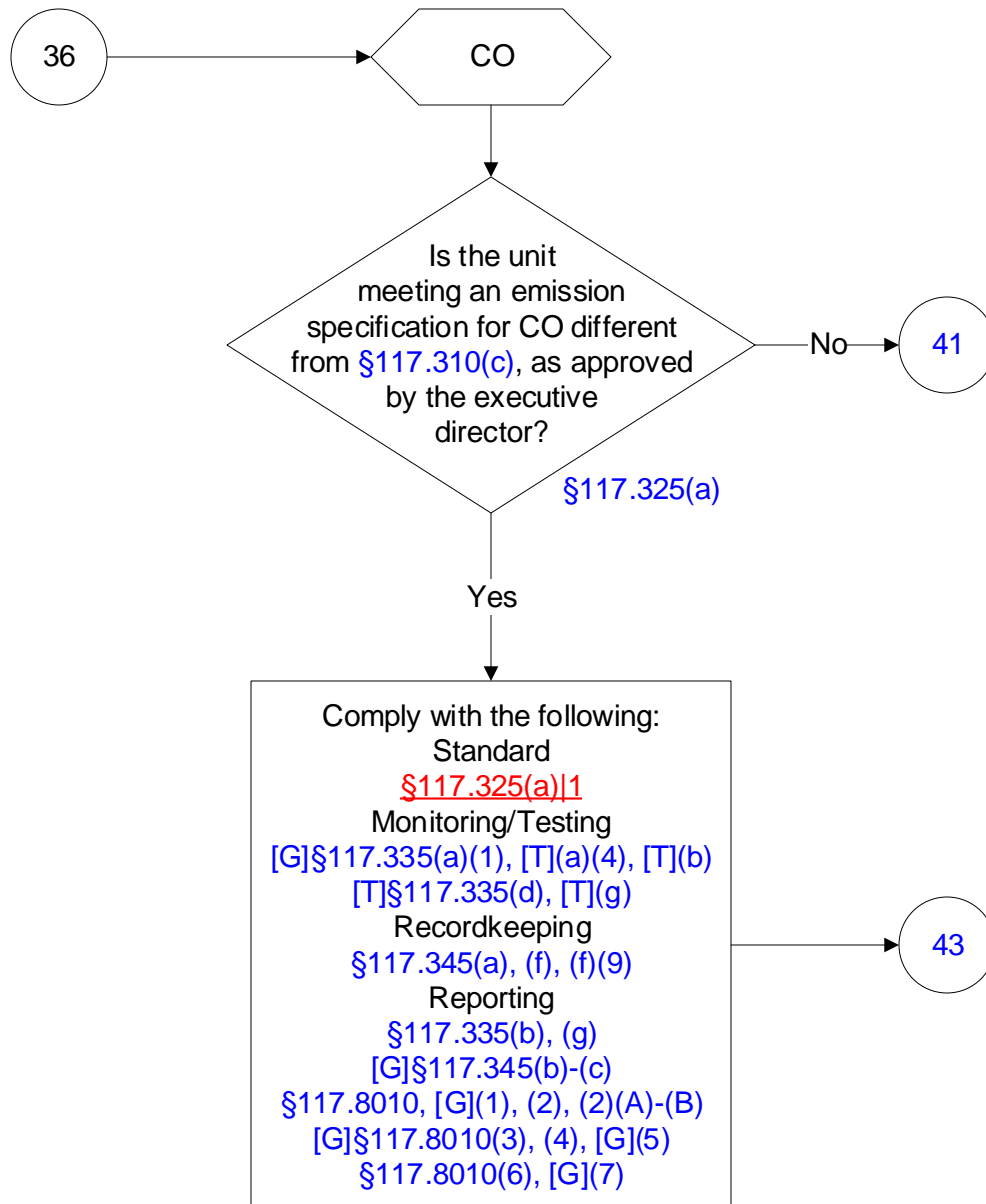 36
CO
Is the unit
meeting an emission
specification for CO different
from §117.310(c), as approved
by the executive
director?
No
41
§117.325(a)
Yes
Comply with the following:
Standard
§117.325(a)|1
Monitoring/Testing
[G]§117.335(a)(1), [T](a)(4), [T](b)
[T]§117.335(d), [T](g)
Recordkeeping
§117.345(a), (f), (f)(9)
Reporting
§117.335(b), (g)
[G]§117.345(b)-(c)
§117.8010, [G](1), (2), (2)(A)-(B)
[G]§117.8010(3), (4), [G](5)
§117.8010(6), [G](7)
43